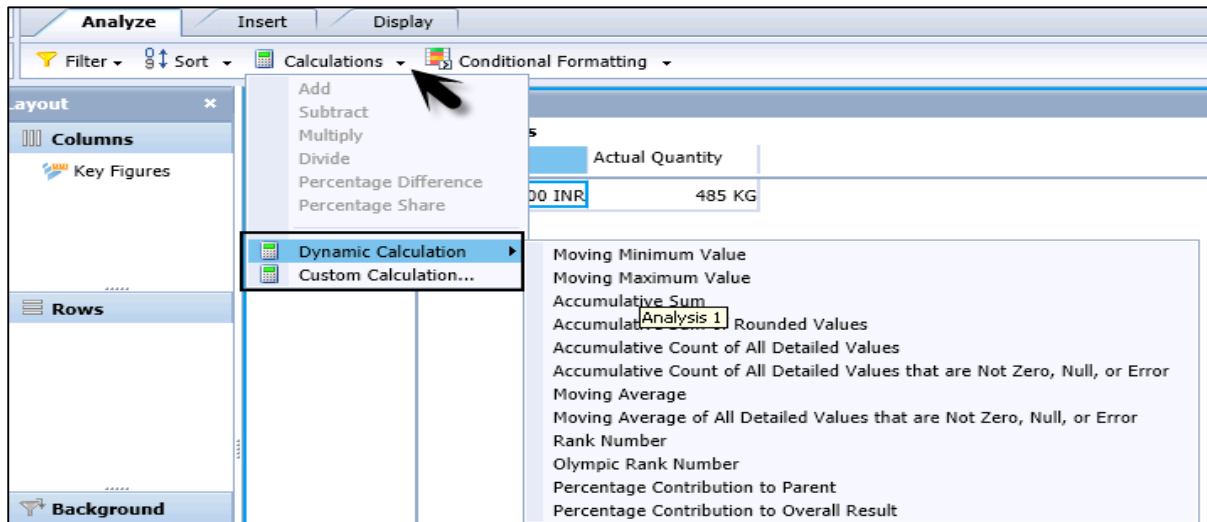 Analyze Insert Display
Filter Sort Calculations Conditional Formatting
Layout ×
Columns
Key Figures
Rows
Background
Add
Subtract
Multiply
Divide
Percentage Difference
Percentage Share
Dynamic Calculation
Custom Calculation...
Actual Quantity
00 INR 485 KG
Moving Minimum Value
Moving Maximum Value
Accumulative Sum
Analysis 1
Rounded Values
Accumulative Count of All Detailed Values
Accumulative Count of All Detailed Values that are Not Zero, Null, or Error
Moving Average
Moving Average of All Detailed Values that are Not Zero, Null, or Error
Rank Number
Olympic Rank Number
Percentage Contribution to Parent
Percentage Contribution to Overall Result